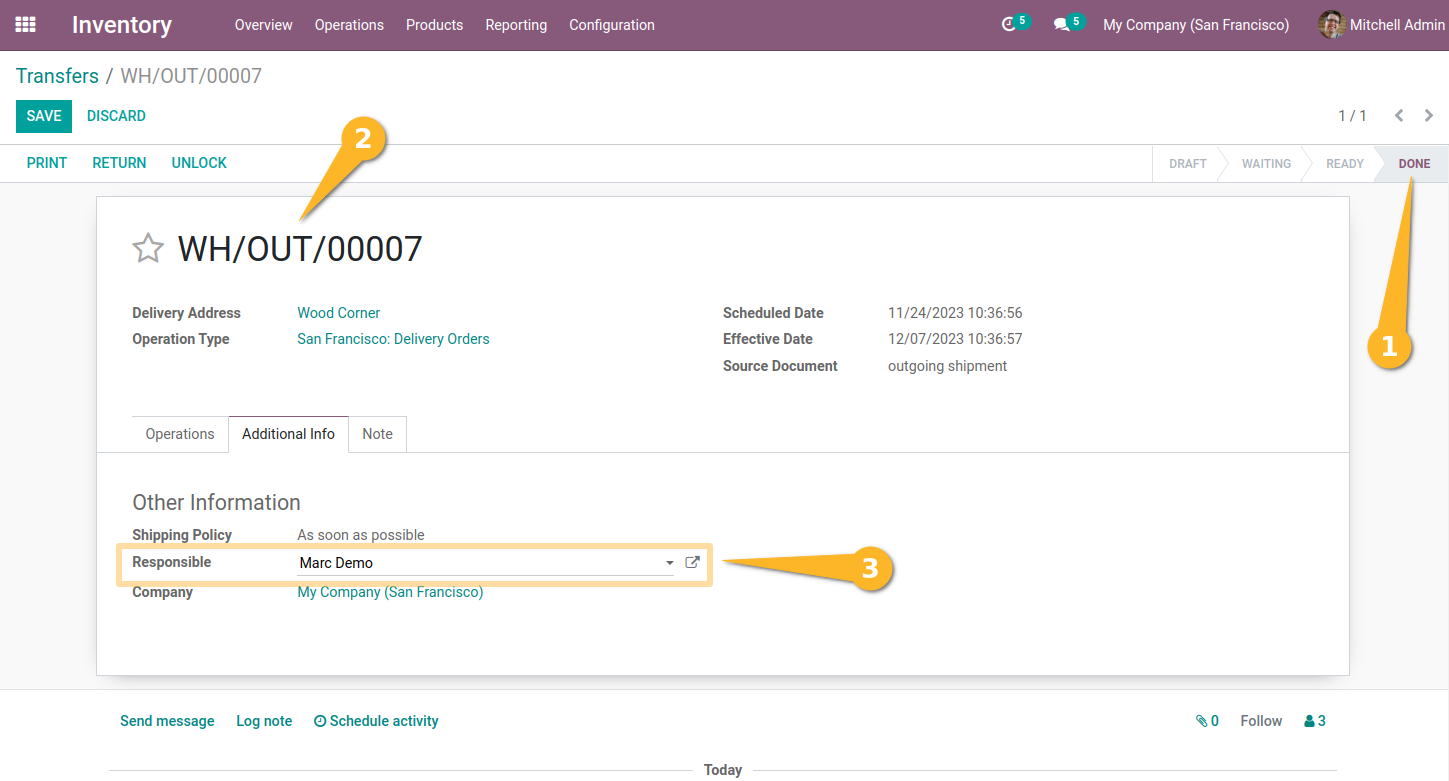 Inventory Overview Operations Products Reporting Configuration 5 5 My Company (San Francisco) Mitchell Admin
Transfers / WH/OUT/00007
SAVE DISCARD 1 / 1
2
PRINT RETURN UNLOCK DRAFT WAITING READY DONE
WH/OUT/00007
Delivery Address Wood Corner Scheduled Date 11/24/2023 10:36:56
Operation Type San Francisco: Delivery Orders Effective Date 12/07/2023 10:36:57
1
Source Document outgoing shipment
Operations Additional Info Note
Other Information
Shipping Policy As soon as possible
Responsible Marc Demo
3
Company My Company (San Francisco)
Send message Log note Schedule activity 0 Follow 3
Today